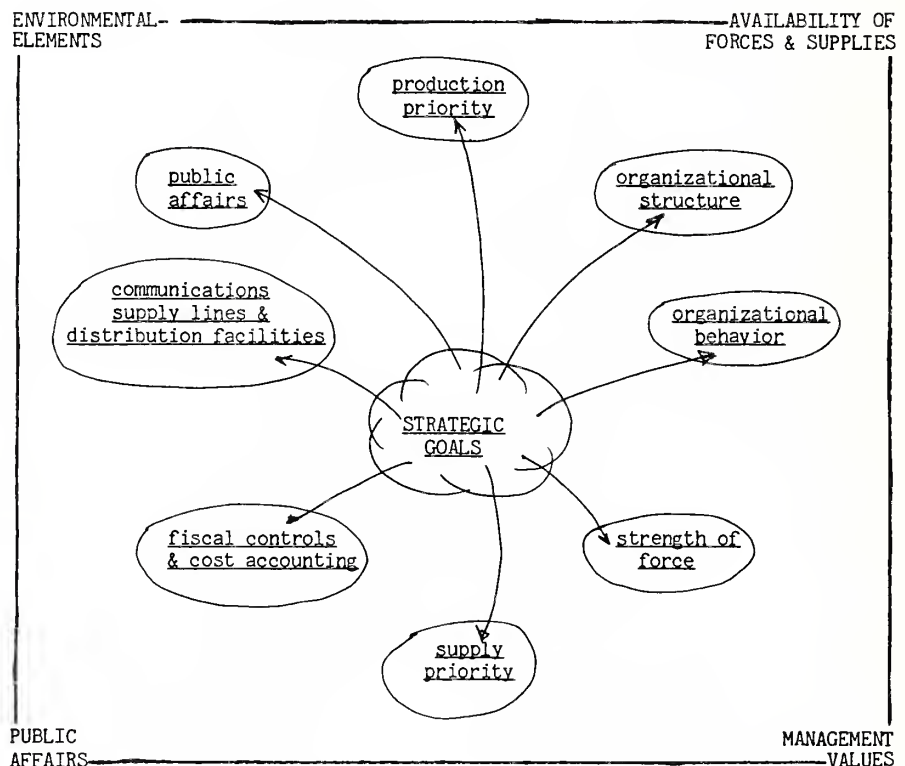 ENVIRONMENTAL-
ELEMENTS
AVAILABILITY OF
FORCES & SUPPLIES
production
priority
public
affairs
organizational
structure
communications
supply lines &
distribution facilities
organizational
behavior
STRATEGIC
GOALS
fiscal controls
& cost accounting
strength of
force
supply
priority
PUBLIC
AFFAIRS
MANAGEMENT
VALUES